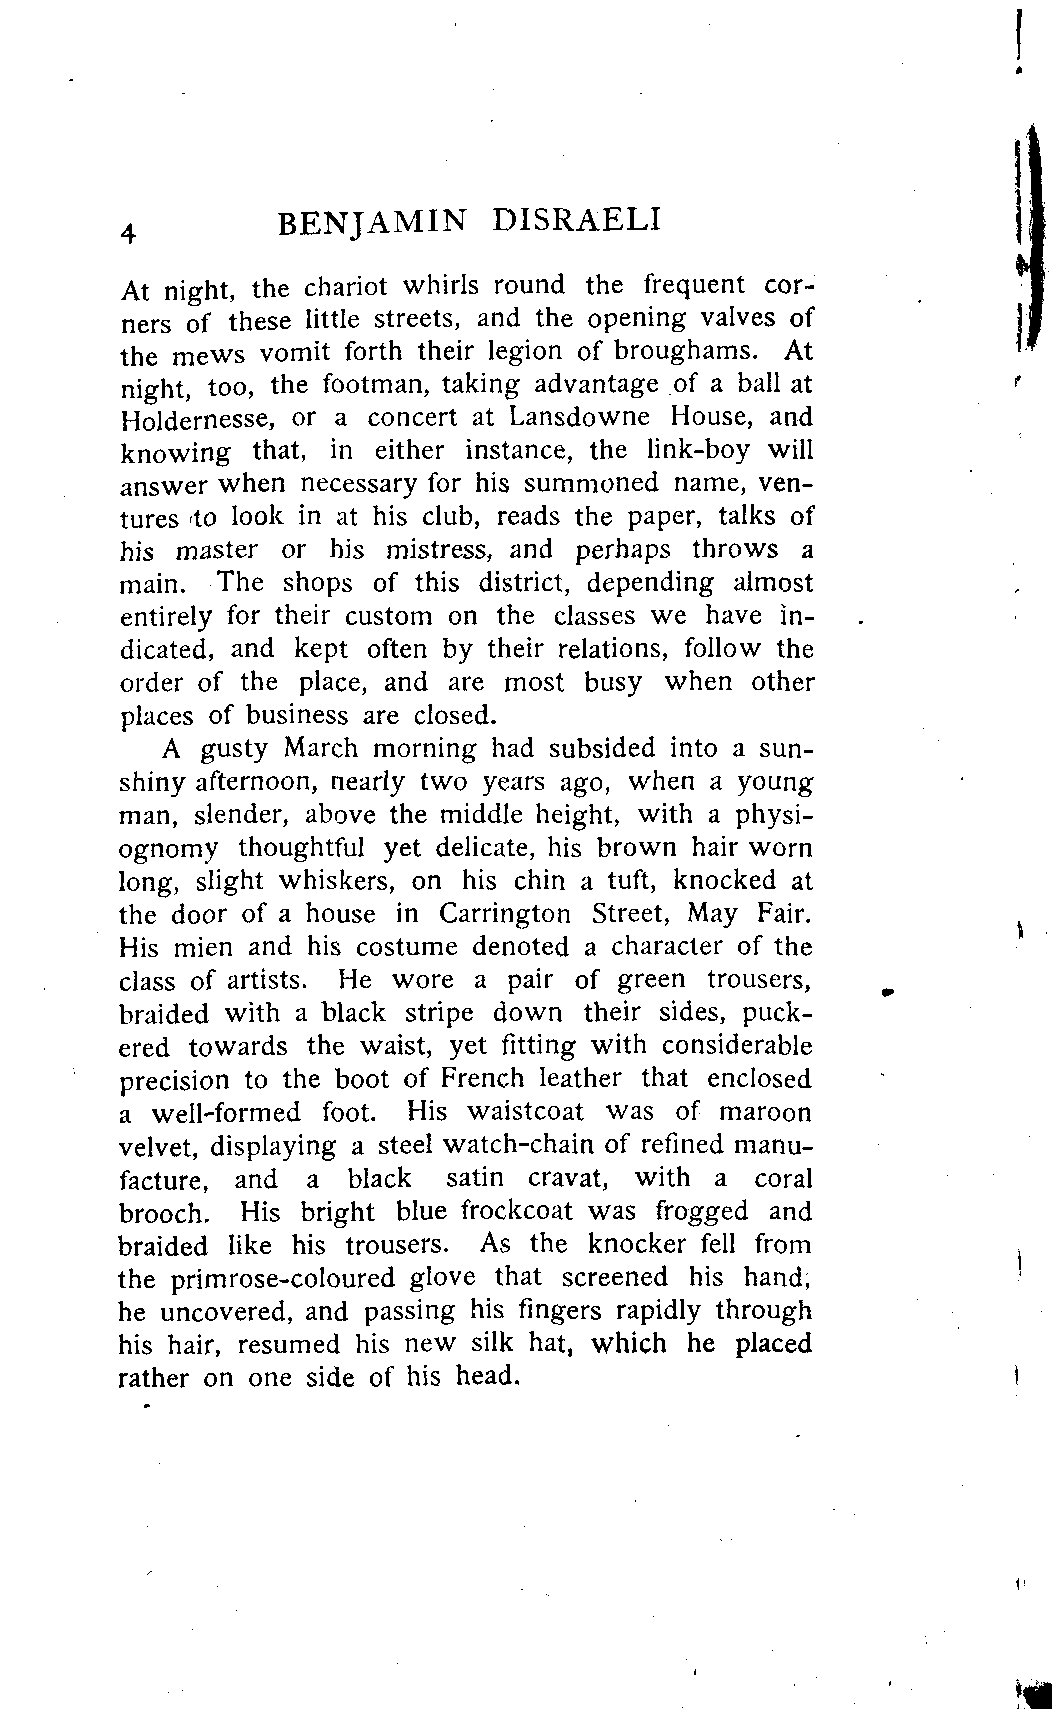 4 BENJAMIN DISRAELI
At night, the chariot whirls round the frequent cor-
ners of these little streets, and the opening valves of
the mews vomit forth their legion of broughams. At
night, too, the footman, taking advantage of a ball at
Holdernesse, or a concert at Lansdowne House, and
knowing that, in either instance, the link-boy will
answer when necessary for his summoned name, ven-
tures to look in at his club, reads the paper, talks of
his master or his mistress, and perhaps throws a
main. The shops of this district, depending almost
entirely for their custom on the classes we have in-
dicated, and kept often by their relations, follow the
order of the place, and are most busy when other
places of business are closed.
A gusty March morning had subsided into a sun-
shiny afternoon, nearly two years ago, when a young
man, slender, above the middle height, with a physi-
ognomy thoughtful yet delicate, his brown hair worn
long, slight whiskers, on his chin a tuft, knocked at
the door of a house in Carrington Street, May Fair.
His mien and his costume denoted a character of the
class of artists. He wore a pair of green trousers,
braided with a black stripe down their sides, puck-
ered towards the waist, yet fitting with considerable
precision to the boot of French leather that enclosed
a well-formed foot. His waistcoat was of maroon
velvet, displaying a steel watch-chain of refined manu-
facture, and a black satin cravat, with a coral
brooch. His bright blue frockcoat was frogged and
braided like his trousers. As the knocker fell from
the primrose-coloured glove that screened his hand,
he uncovered, and passing his fingers rapidly through
his hair, resumed his new silk hat, which he placed
rather on one side of his head.